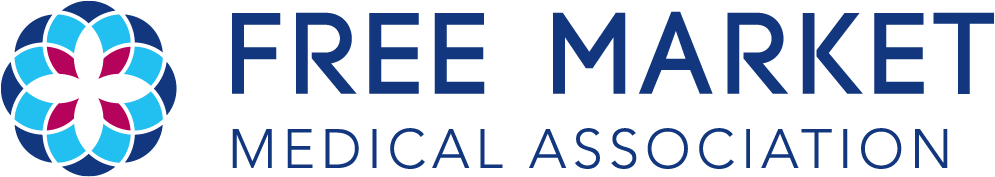 FREE MARKET
MEDICAL ASSOCIATION